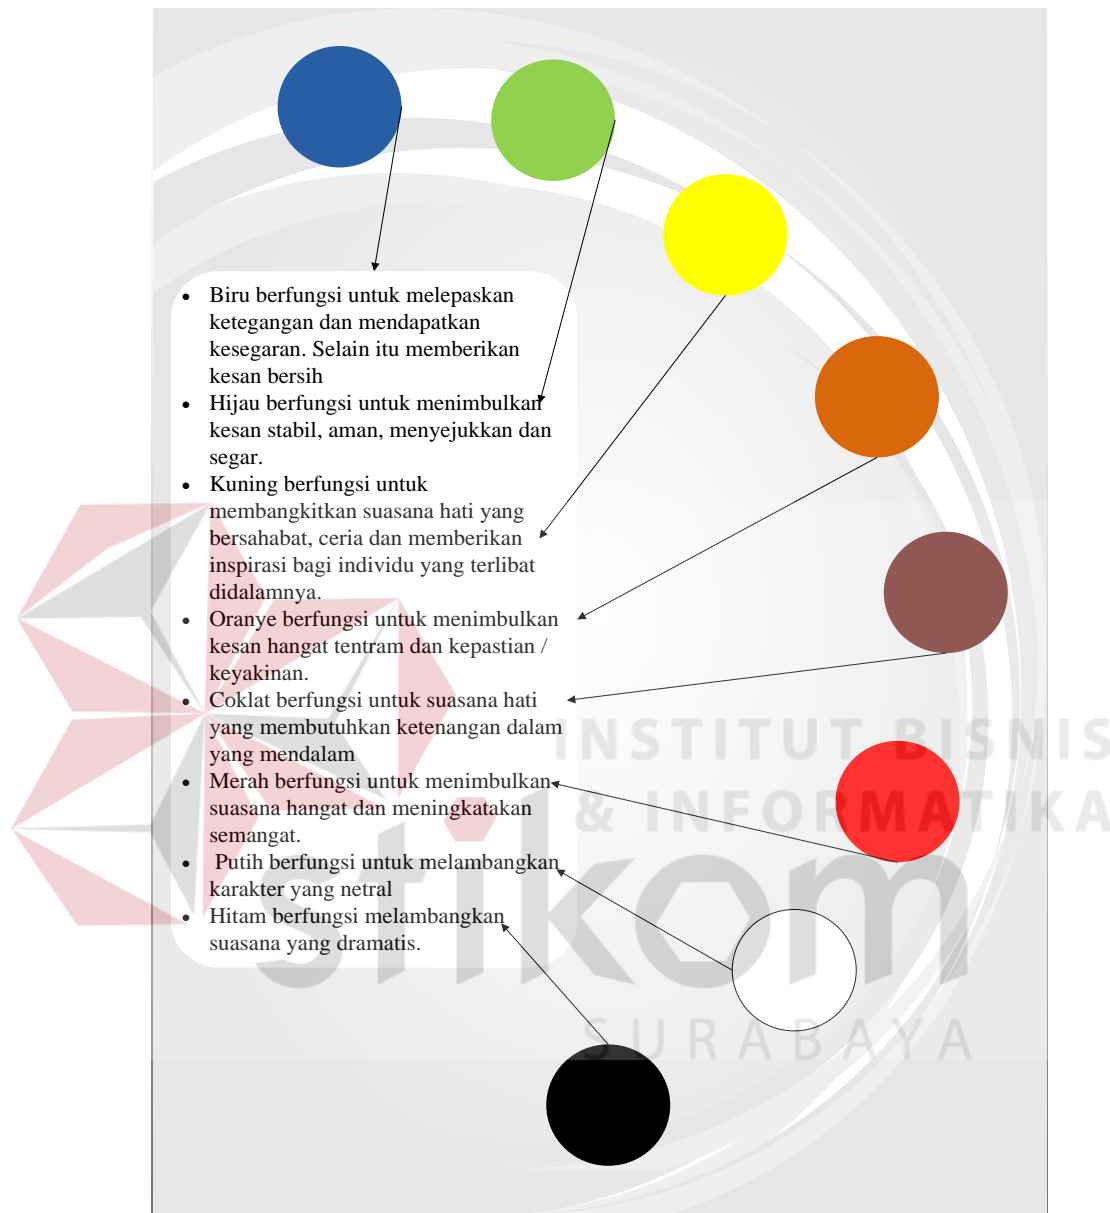 • Biru berfungsi untuk melepaskan
ketegangan dan mendapatkan
kesegaran. Selain itu memberikan
kesan bersih
• Hijau berfungsi untuk menimbulkan
kesan stabil, aman, menyejukkan dan
segar.
• Kuning berfungsi untuk
membangkitkan suasana hati yang
bersahabat, ceria dan memberikan
inspirasi bagi individu yang terlibat
didalamnya.
• Oranye berfungsi untuk menimbulkan
kesan hangat tentram dan kepastian /
keyakinan.
• Coklat berfungsi untuk suasana hati
yang membutuhkan ketenangan dalam
yang mendalam
• Merah berfungsi untuk menimbulkan
suasana hangat dan meningkatakan
semangat.
• Putih berfungsi untuk melambangkan
karakter yang netral
• Hitam berfungsi melambangkan
suasana yang dramatis.
INSTITUT BISNIS
& INFORMATIKA
stikom
SURABAYA